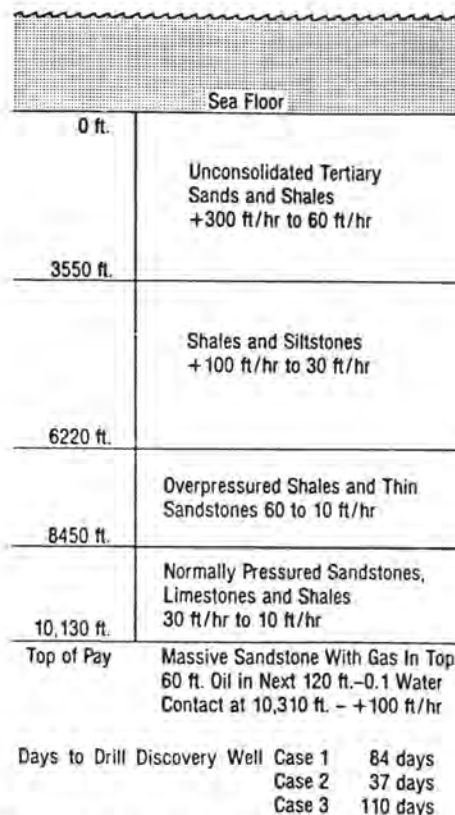 Sea Floor
0 ft.
Unconsolidated Tertiary
Sands and Shales
+300 ft/hr to 60 ft/hr
3550 ft.
Shales and Siltstones
+100 ft/hr to 30 ft/hr
6220 ft.
Overpressured Shales and Thin
Sandstones 60 to 10 ft/hr
8450 ft.
Normally Pressured Sandstones,
Limestones and Shales
30 ft/hr to 10 ft/hr
10,130 ft.
Top of Pay Massive Sandstone With Gas In Top
60 ft. Oil in Next 120 ft.–0.1 Water
Contact at 10,310 ft. – +100 ft/hr
Days to Drill Discovery Well Case 1 84 days
Case 2 37 days
Case 3 110 days